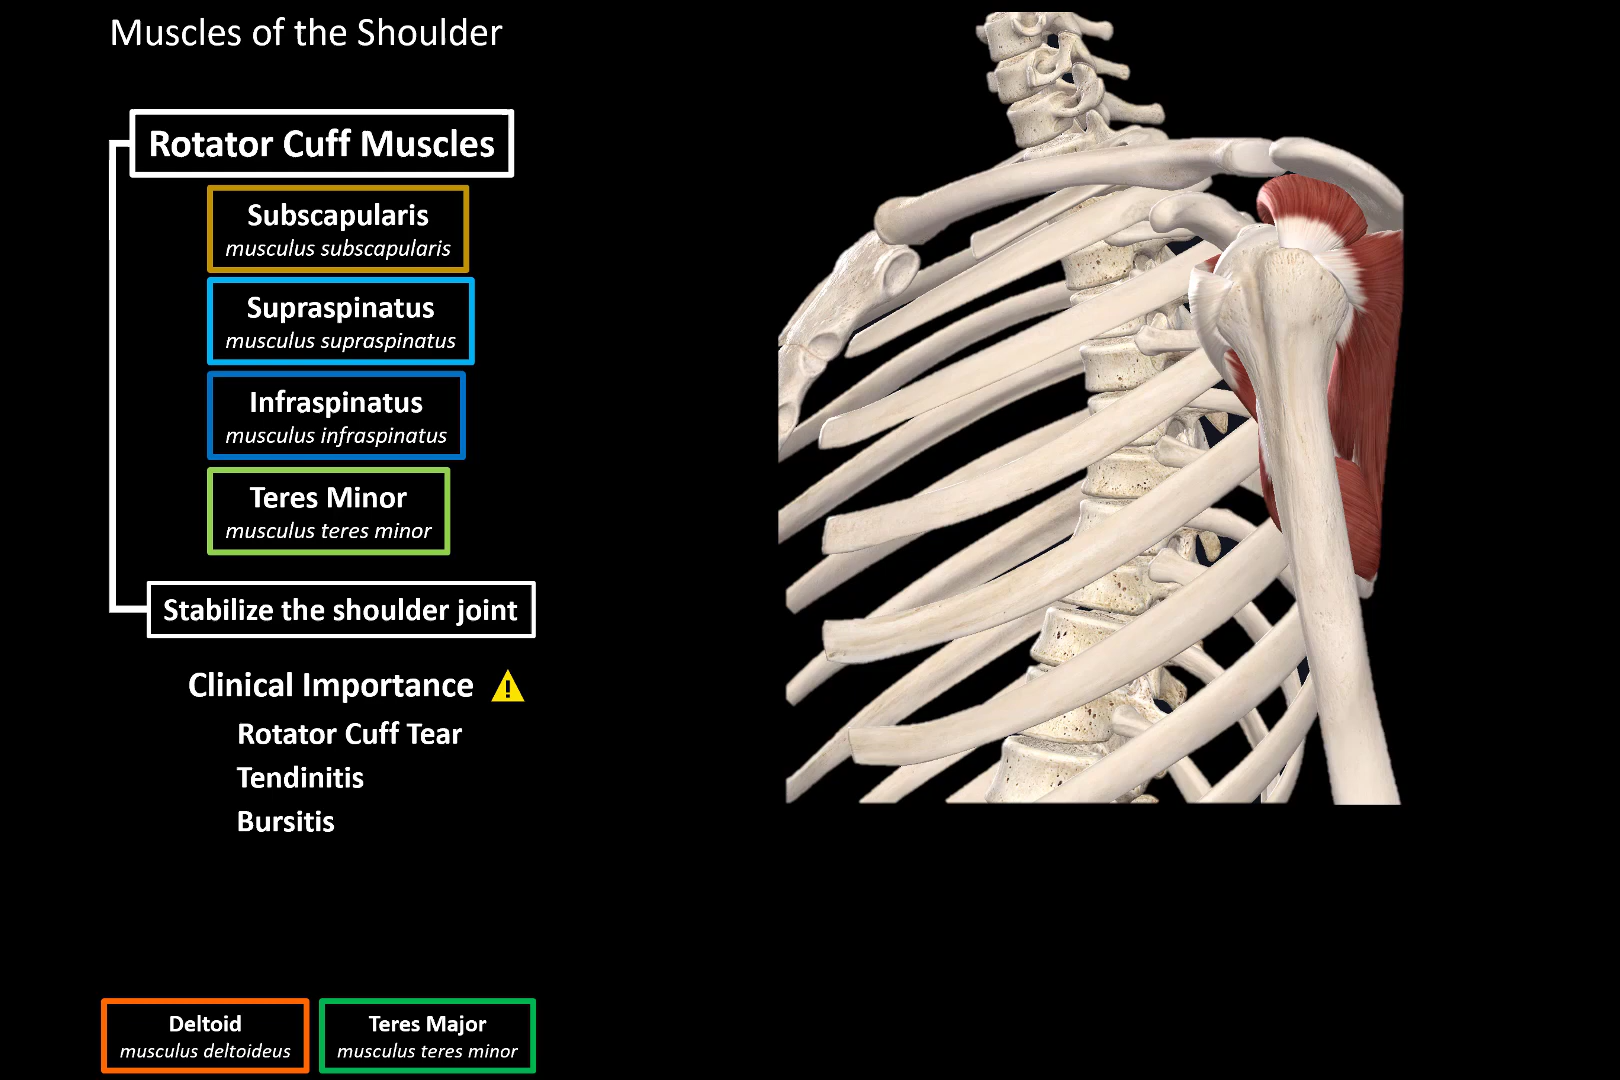 Muscles of the Shoulder
Rotator Cuff Muscles
Subscapularis
musculus subscapularis
Supraspinatus
musculus supraspinatus
Infraspinatus
musculus infraspinatus
Teres Minor
musculus teres minor
Stabilize the shoulder joint
Clinical Importance
Rotator Cuff Tear
Tendinitis
Bursitis
Deltoid
musculus deltoideus
Teres Major
musculus teres minor